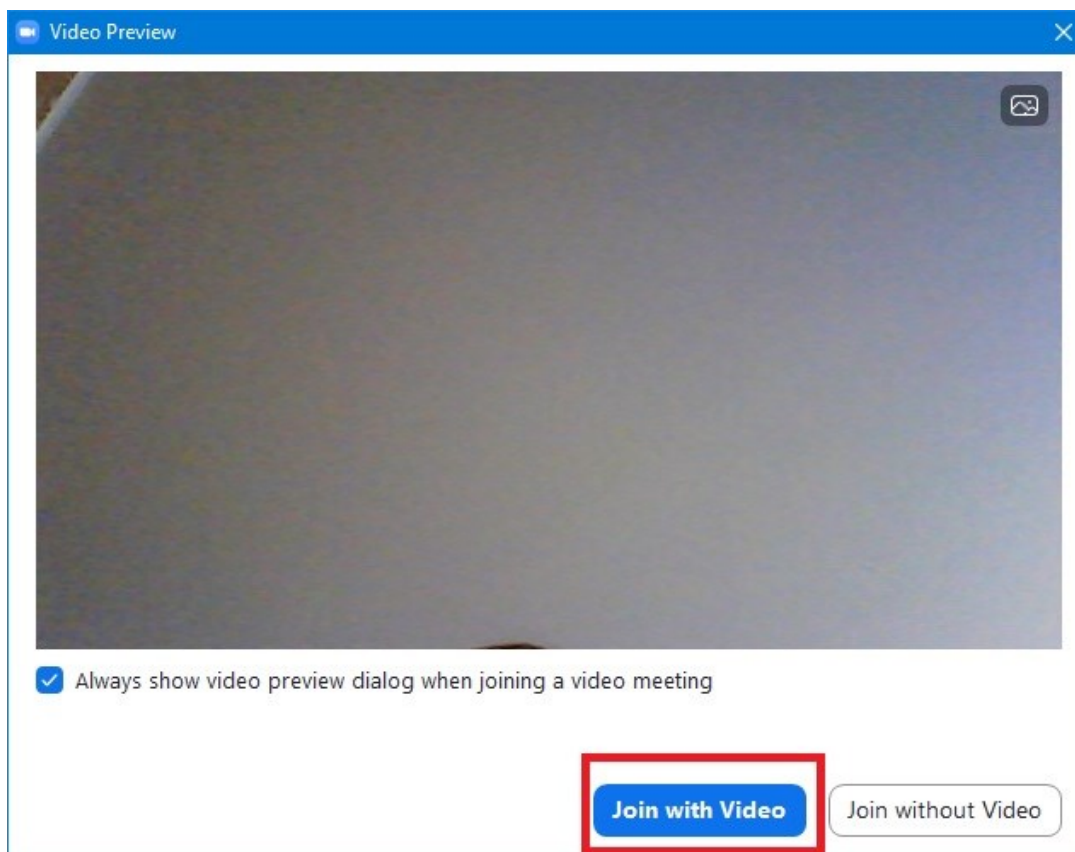 Video Preview
Always show video preview dialog when joining a video meeting
Join with Video
Join without Video